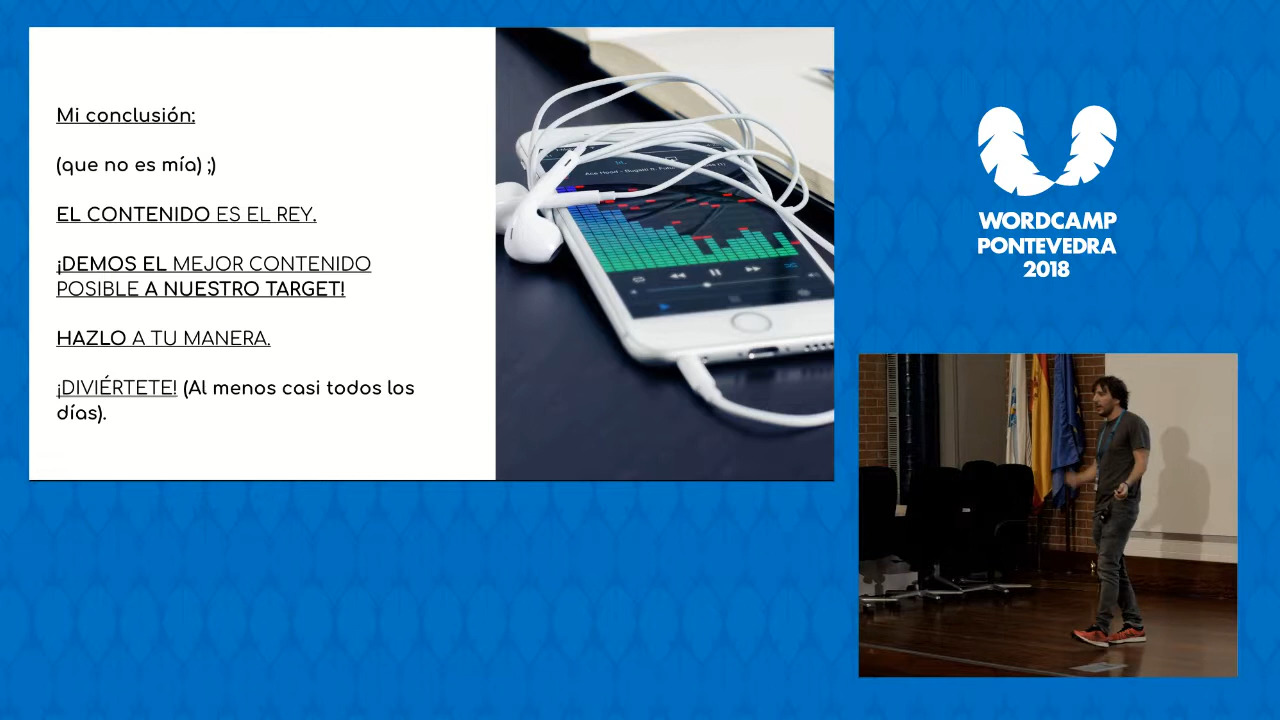 Mi conclusión:
(que no es mía) ;)
EL CONTENIDO ES EL REY.
¡DEMOS EL MEJOR CONTENIDO
POSIBLE A NUESTRO TARGET!
HAZLO A TU MANERA.
¡DIVIÉRTETE! (Al menos casi todos los
días).
WORDCAMP
PONTEVEDRA
2018